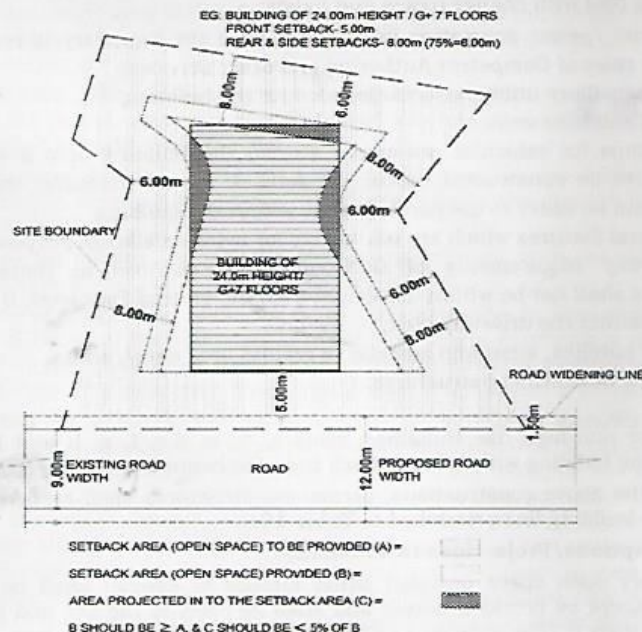 EG: BUILDING OF 24.00m HEIGHT / G+ 7 FLOORS
FRONT SETBACK- 5.00m
REAR & SIDE SETBACKS- 8.00m (75%=6.00m)
8.00m
6.00m
8.00m
6.00m
6.00m
SITE BOUNDARY
BUILDING OF
24.0m HEIGHT/
G+7 FLOORS
6.00m
8.00m
8.00m
ROAD WIDENING LINE
5.00m
1.50m
EXISTING ROAD
WIDTH
ROAD
PROPOSED ROAD
WIDTH
9.00m
12.00m
SETBACK AREA (OPEN SPACE) TO BE PROVIDED (A) =
SETBACK AREA (OPEN SPACE) PROVIDED (B) =
AREA PROJECTED IN TO THE SETBACK AREA (C) =
B SHOULD BE ≥ A, & C SHOULD BE < 5% OF B